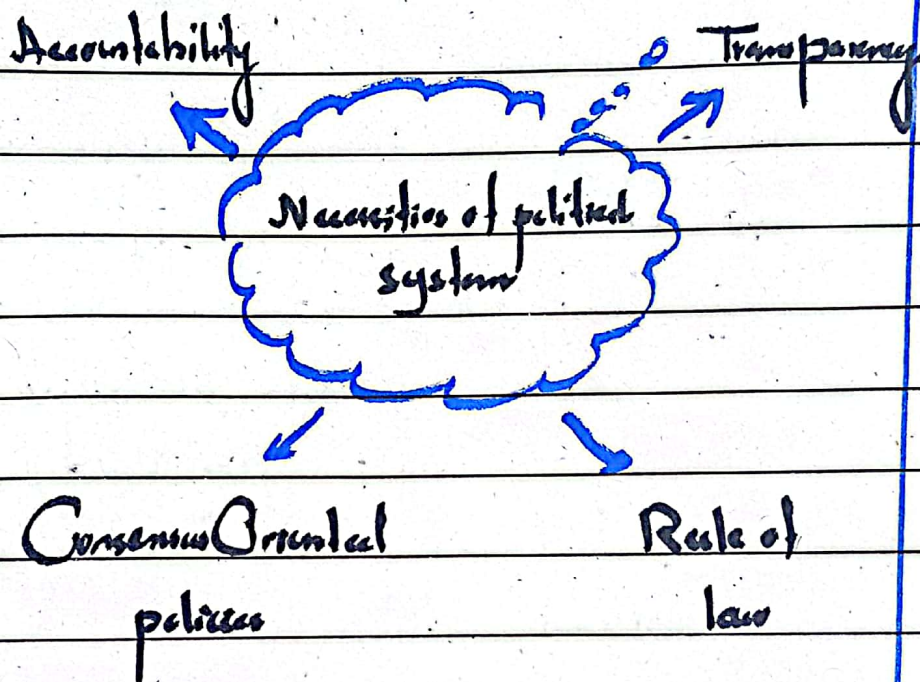 Accountability
Transparency
Necessities of political
system
Consensus Oriented
policies
Rule of
law